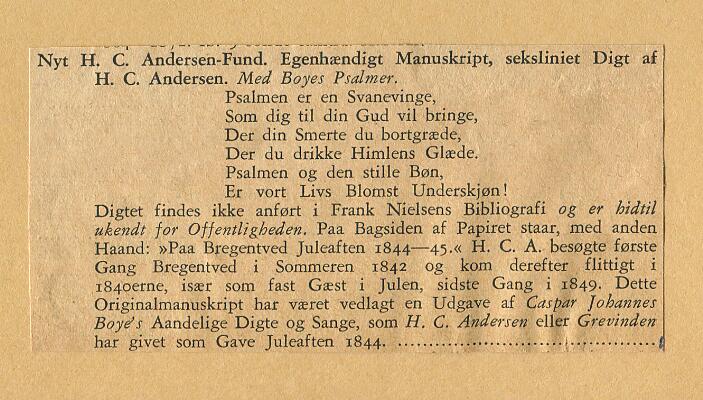 Nyt H. C. Andersen-Fund. Egenhændigt Manuskript, seksliniet Digt af
H. C. Andersen. Med Boyes Psalmer.
Psalmen er en Svanevinge,
Som dig til din Gud vil bringe,
Der din Smerte du bortgræde,
Der du drikke Himlens Glæde.
Psalmen og den stille Bøn,
Er vort Livs Blomst Underskjøn!
Digtet findes ikke anført i Frank Nielsens Bibliografi og er hidtil
ukendt for Offentligheden. Paa Bagsiden af Papiret staar, med anden
Haand: »Paa Bregentved Juleaften 1844—45.« H. C. A. besøgte første
Gang Bregentved i Sommeren 1842 og kom derefter flittigt i
1840erne, især som fast Gæst i Julen, sidste Gang i 1849. Dette
Originalmanuskript har været vedlagt en Udgave af Caspar Johannes
Boye's Aandelige Digte og Sange, som H. C. Andersen eller Grevinden
har givet som Gave Juleaften 1844. ..........................................